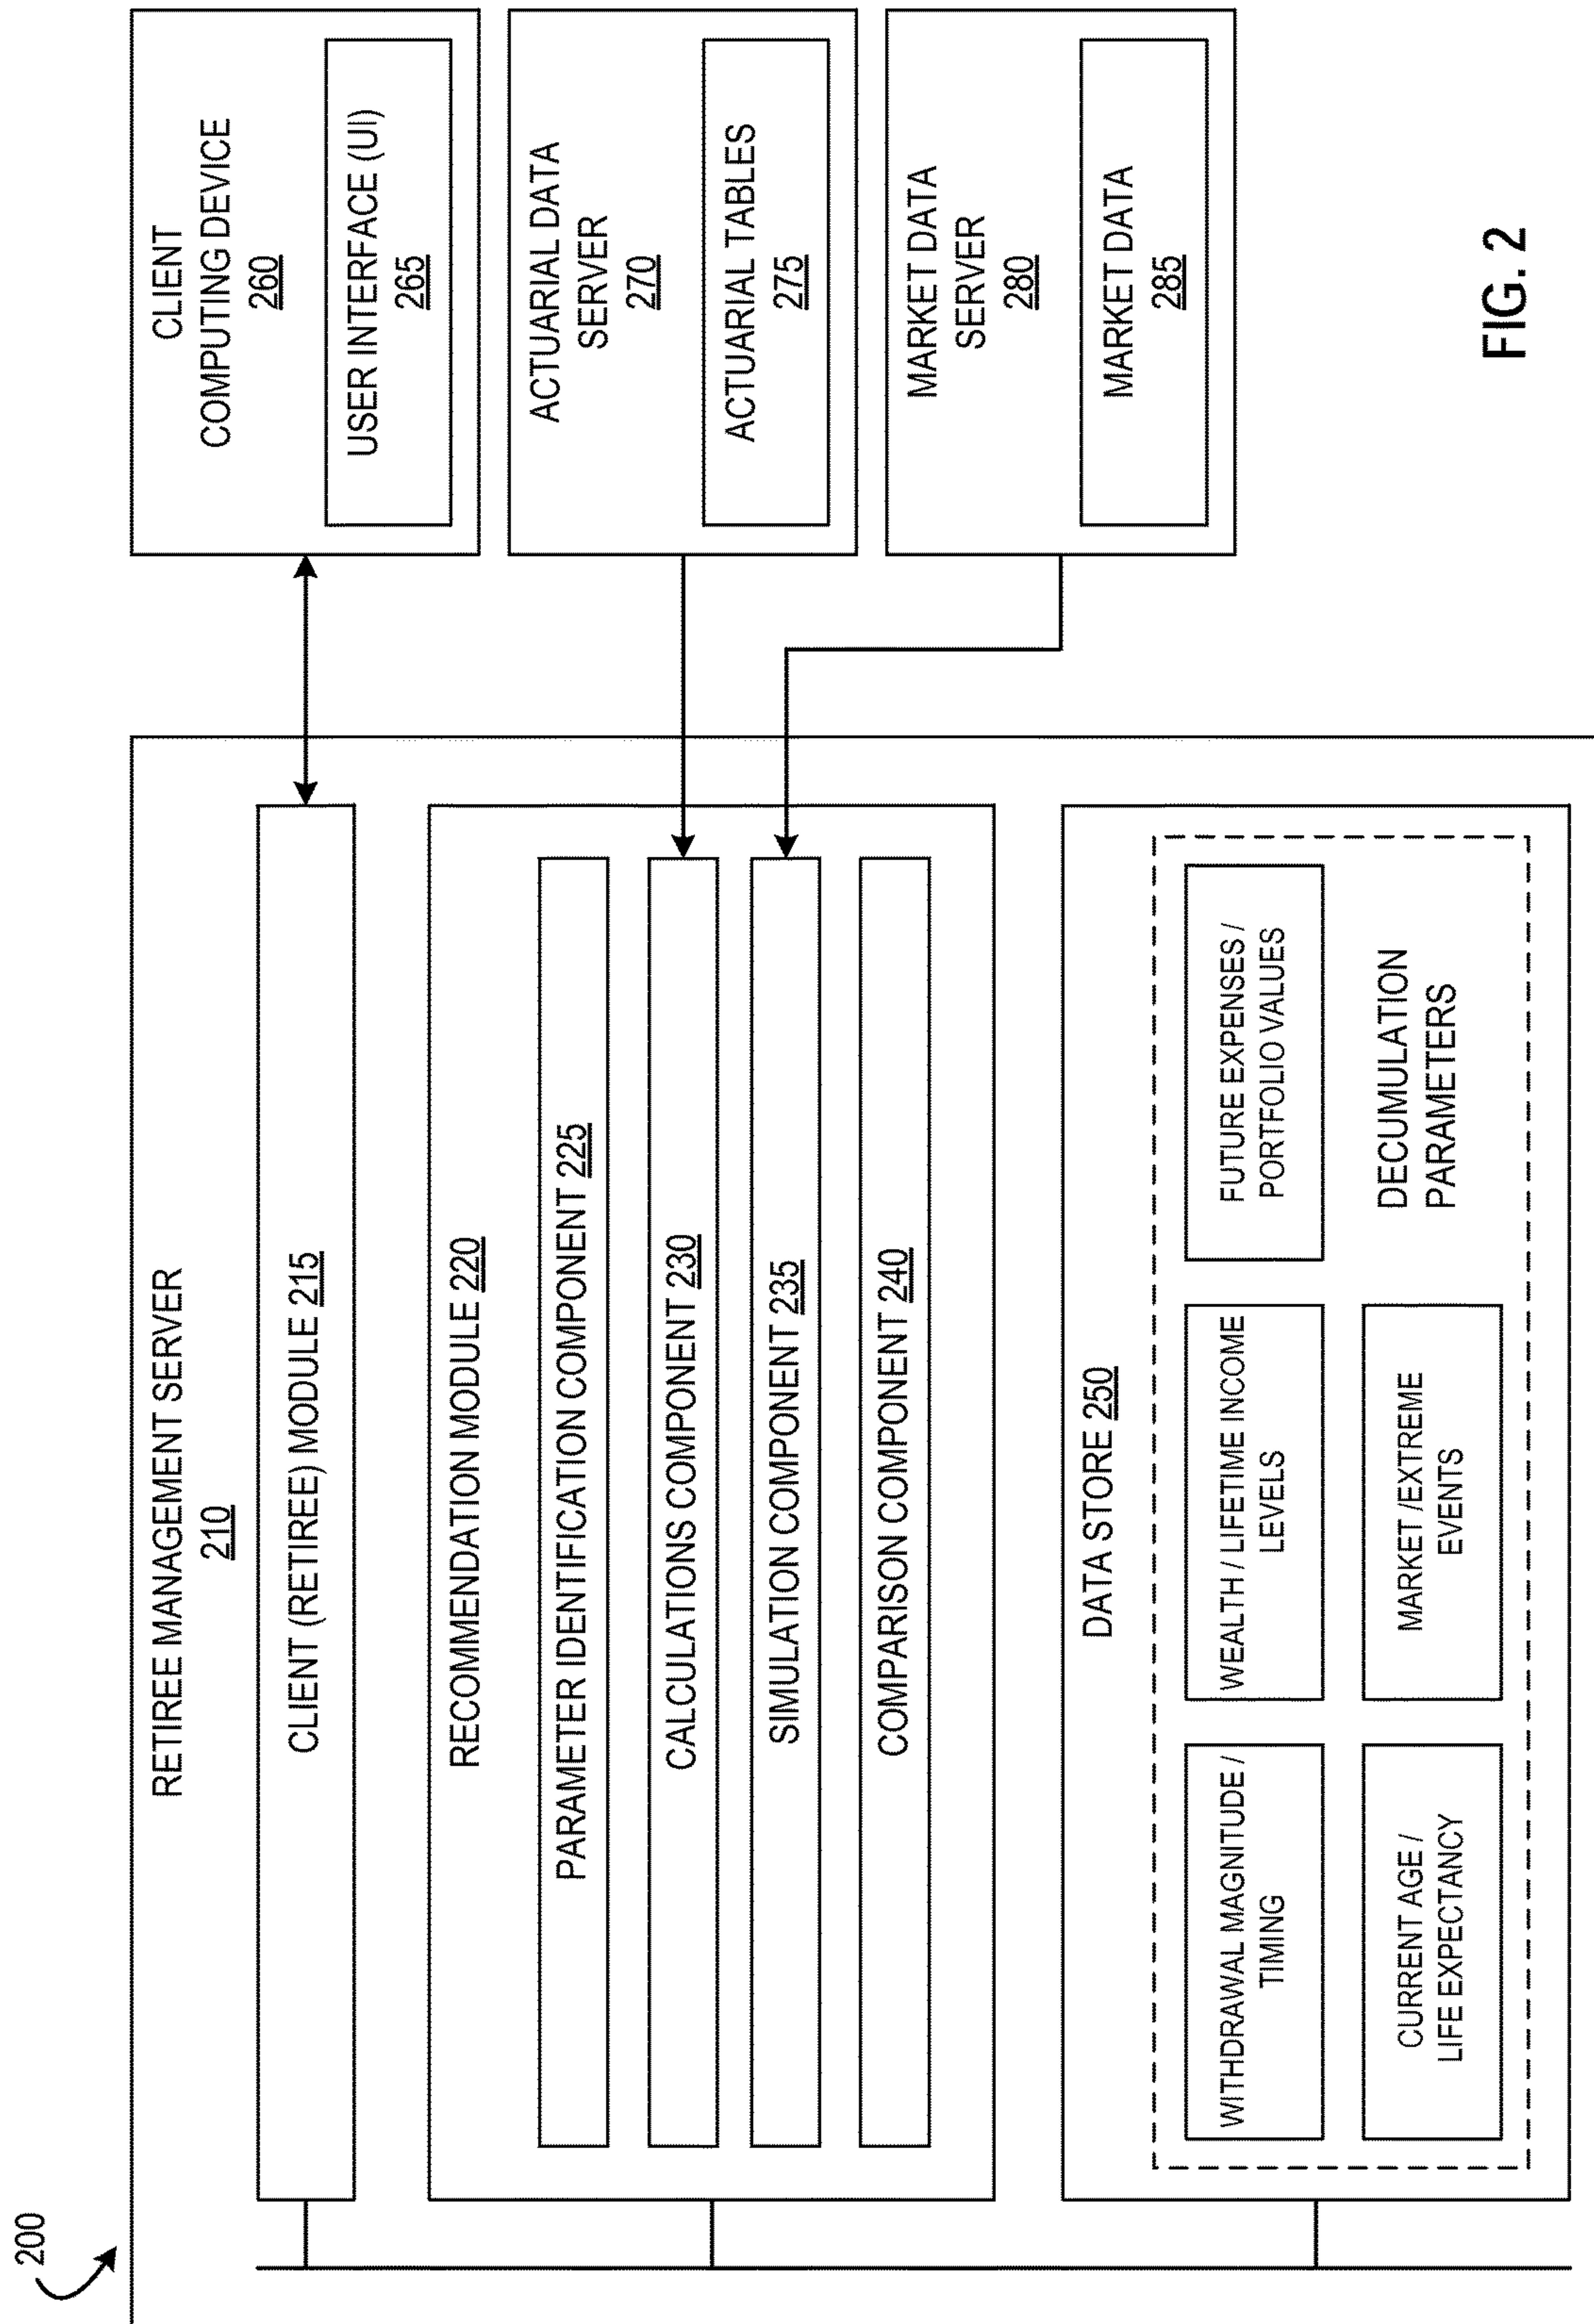 200
RETIREE MANAGEMENT SERVER
210
CLIENT (RETIREE) MODULE 215
RECOMMENDATION MODULE 220
PARAMETER IDENTIFICATION COMPONENT 225
CALCULATIONS COMPONENT 230
SIMULATION COMPONENT 235
COMPARISON COMPONENT 240
DATA STORE 250
WITHDRAWAL MAGNITUDE /
TIMING
WEALTH / LIFETIME INCOME
LEVELS
FUTURE EXPENSES /
PORTFOLIO VALUES
CURRENT AGE /
LIFE EXPECTANCY
MARKET /EXTREME
EVENTS
DECUMULATION
PARAMETERS
CLIENT
COMPUTING DEVICE
260
USER INTERFACE (UI)
265
ACTUARIAL DATA
SERVER
270
ACTUARIAL TABLES
275
MARKET DATA
SERVER
280
MARKET DATA
285
FIG. 2